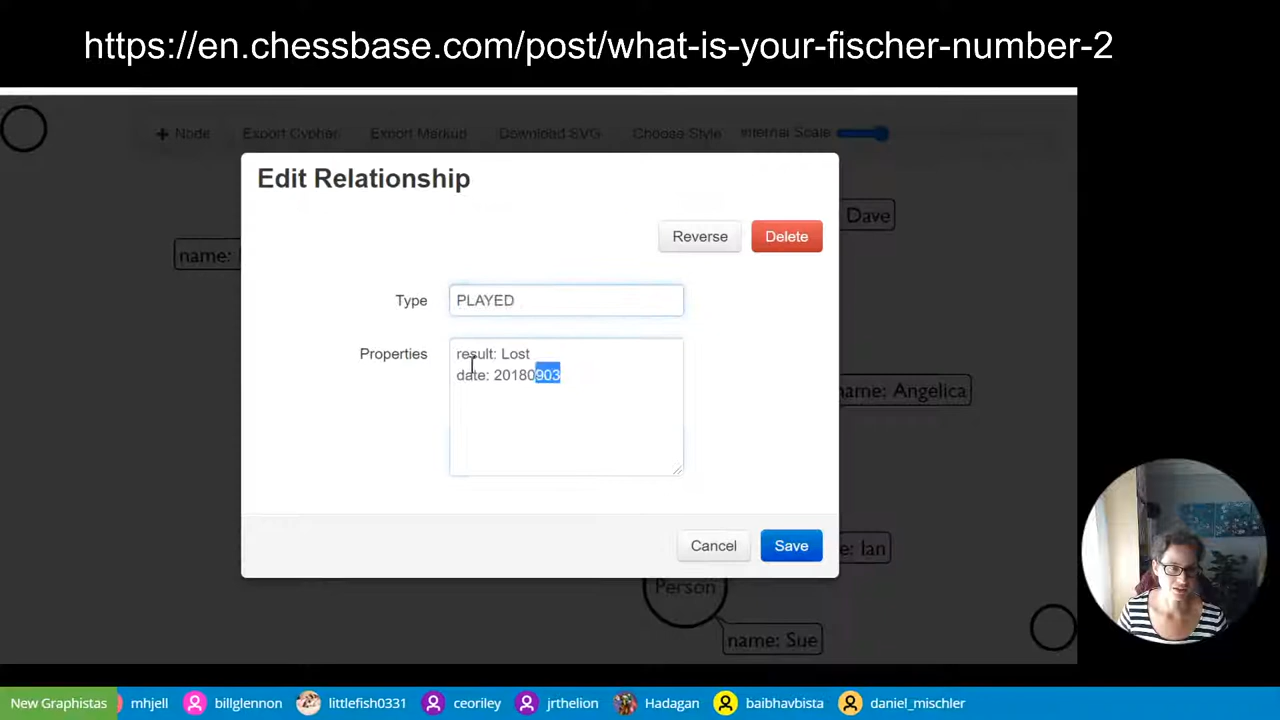 https://en.chessbase.com/post/what-is-your-fischer-number-2
+ Node Export Cypher Export Markup Download SVG Choose Style Internal Scale
Edit Relationship
Dave
Reverse Delete
name:
Type PLAYED
Properties result: Lost
date: 20180903
name: Angelica
Cancel Save
e: Ian
Person
name: Sue
New Graphistas mhjell billglennon littlefish0331 ceoriley jrthelion Hadagan baibhavbista daniel_mischler